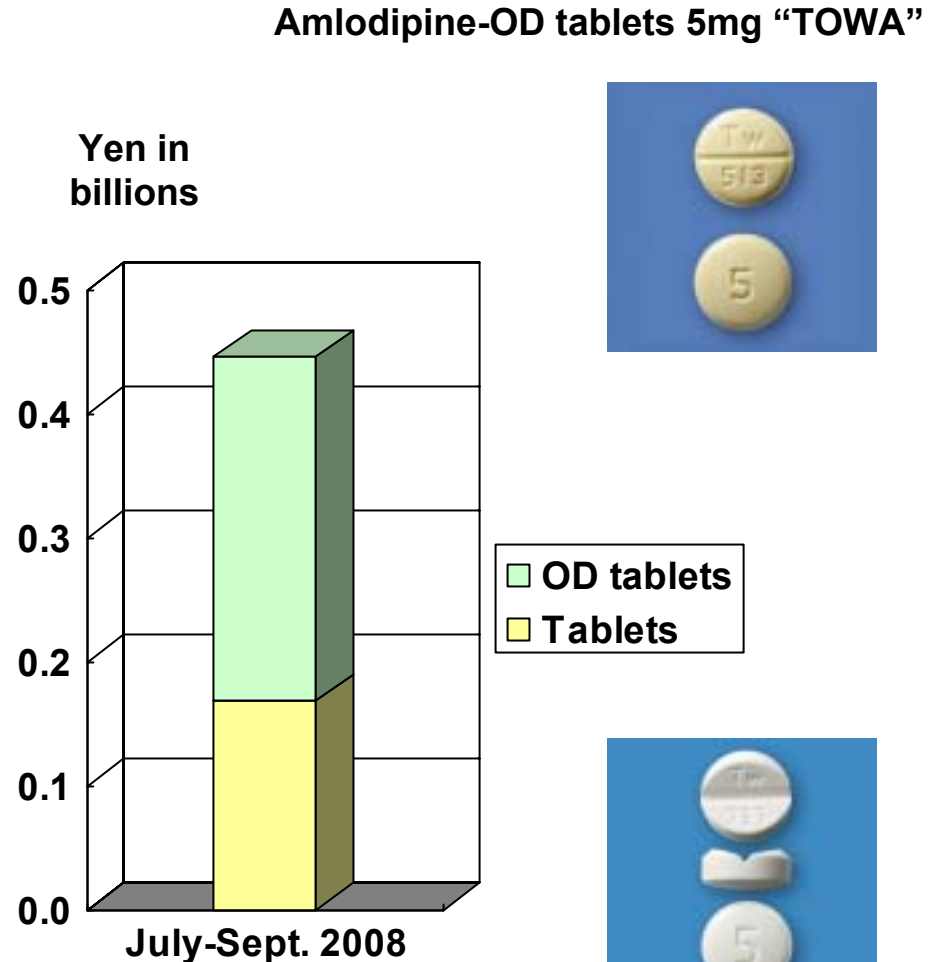 Amlodipine-OD tablets 5mg “TOWA”
Yen in
billions
Tw
513
5
0.5
0.4
0.3
0.2
0.1
0.0
OD tablets
Tablets
July-Sept. 2008
Tw
5